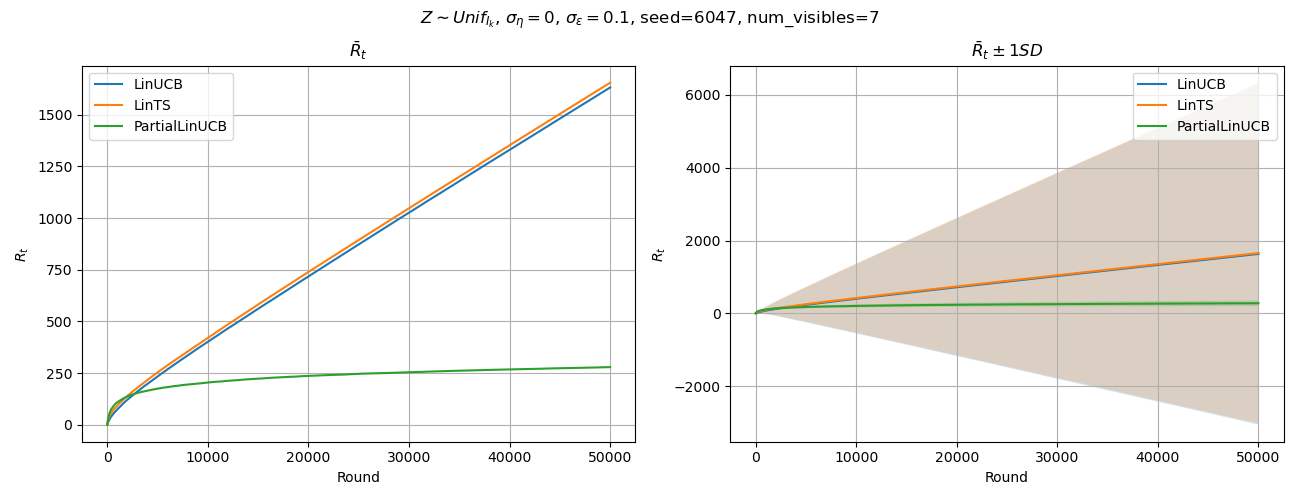 Z ∼ Unif_{I_k}, σ_η = 0, σ_ε = 0.1, seed=6047, num_visibles=7
R̄_t
R_t
1500
1250
1000
750
500
250
0
LinUCB
LinTS
PartialLinUCB
0 10000 20000 30000 40000 50000
Round
R̄_t ± 1SD
R_t
6000
4000
2000
0
−2000
LinUCB
LinTS
PartialLinUCB
0 10000 20000 30000 40000 50000
Round